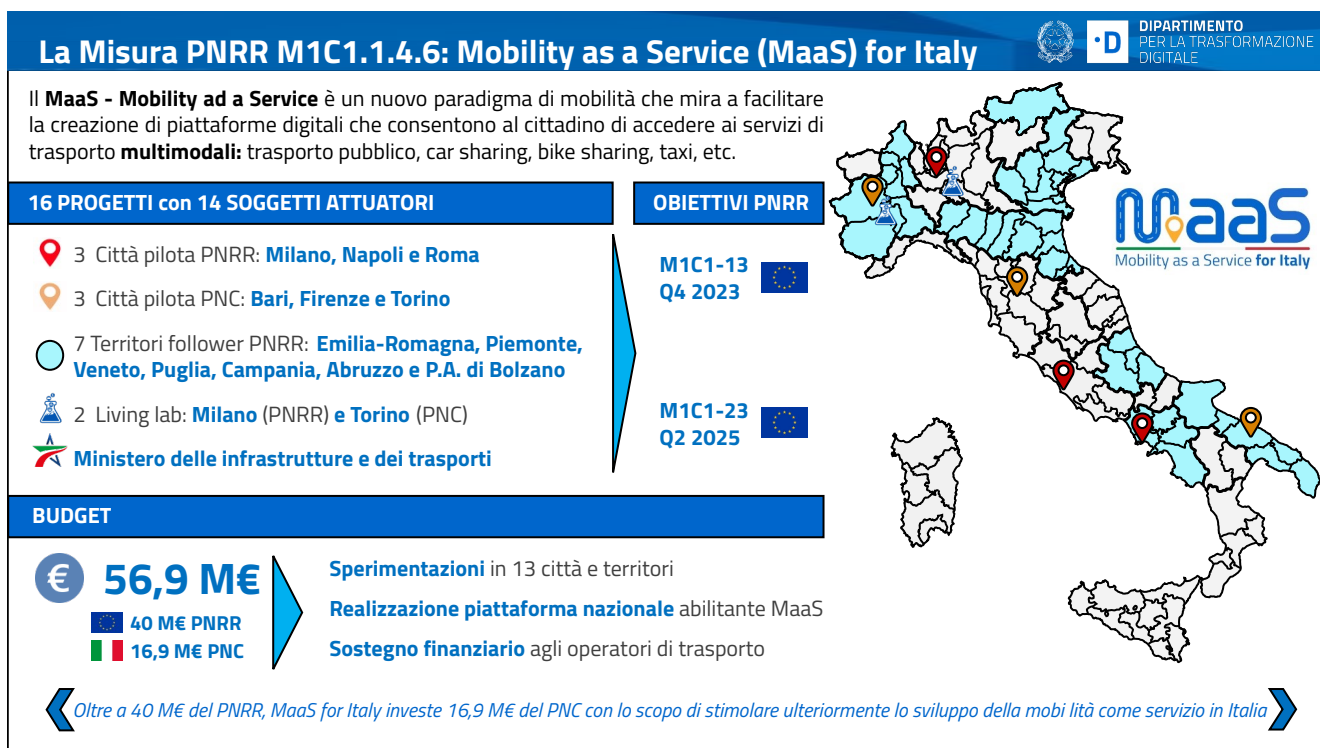 La Misura PNRR M1C1.1.4.6: Mobility as a Service (MaaS) for Italy
·D
DIPARTIMENTO
PER LA TRASFORMAZIONE
DIGITALE
Il MaaS - Mobility ad a Service è un nuovo paradigma di mobilità che mira a facilitare
la creazione di piattaforme digitali che consentono al cittadino di accedere ai servizi di
trasporto multimodali: trasporto pubblico, car sharing, bike sharing, taxi, etc.
16 PROGETTI con 14 SOGGETTI ATTUATORI
3 Città pilota PNRR: Milano, Napoli e Roma
3 Città pilota PNC: Bari, Firenze e Torino
7 Territori follower PNRR: Emilia-Romagna, Piemonte,
Veneto, Puglia, Campania, Abruzzo e P.A. di Bolzano
2 Living lab: Milano (PNRR) e Torino (PNC)
Ministero delle infrastrutture e dei trasporti
OBIETTIVI PNRR
M1C1-13
Q4 2023
M1C1-23
Q2 2025
MaaS
Mobility as a Service for Italy
BUDGET
€
56,9 M€
40 M€ PNRR
16,9 M€ PNC
Sperimentazioni in 13 città e territori
Realizzazione piattaforma nazionale abilitante MaaS
Sostegno finanziario agli operatori di trasporto
Oltre a 40 M€ del PNRR, MaaS for Italy investe 16,9 M€ del PNC con lo scopo di stimolare ulteriormente lo sviluppo della mobi lità come servizio in Italia